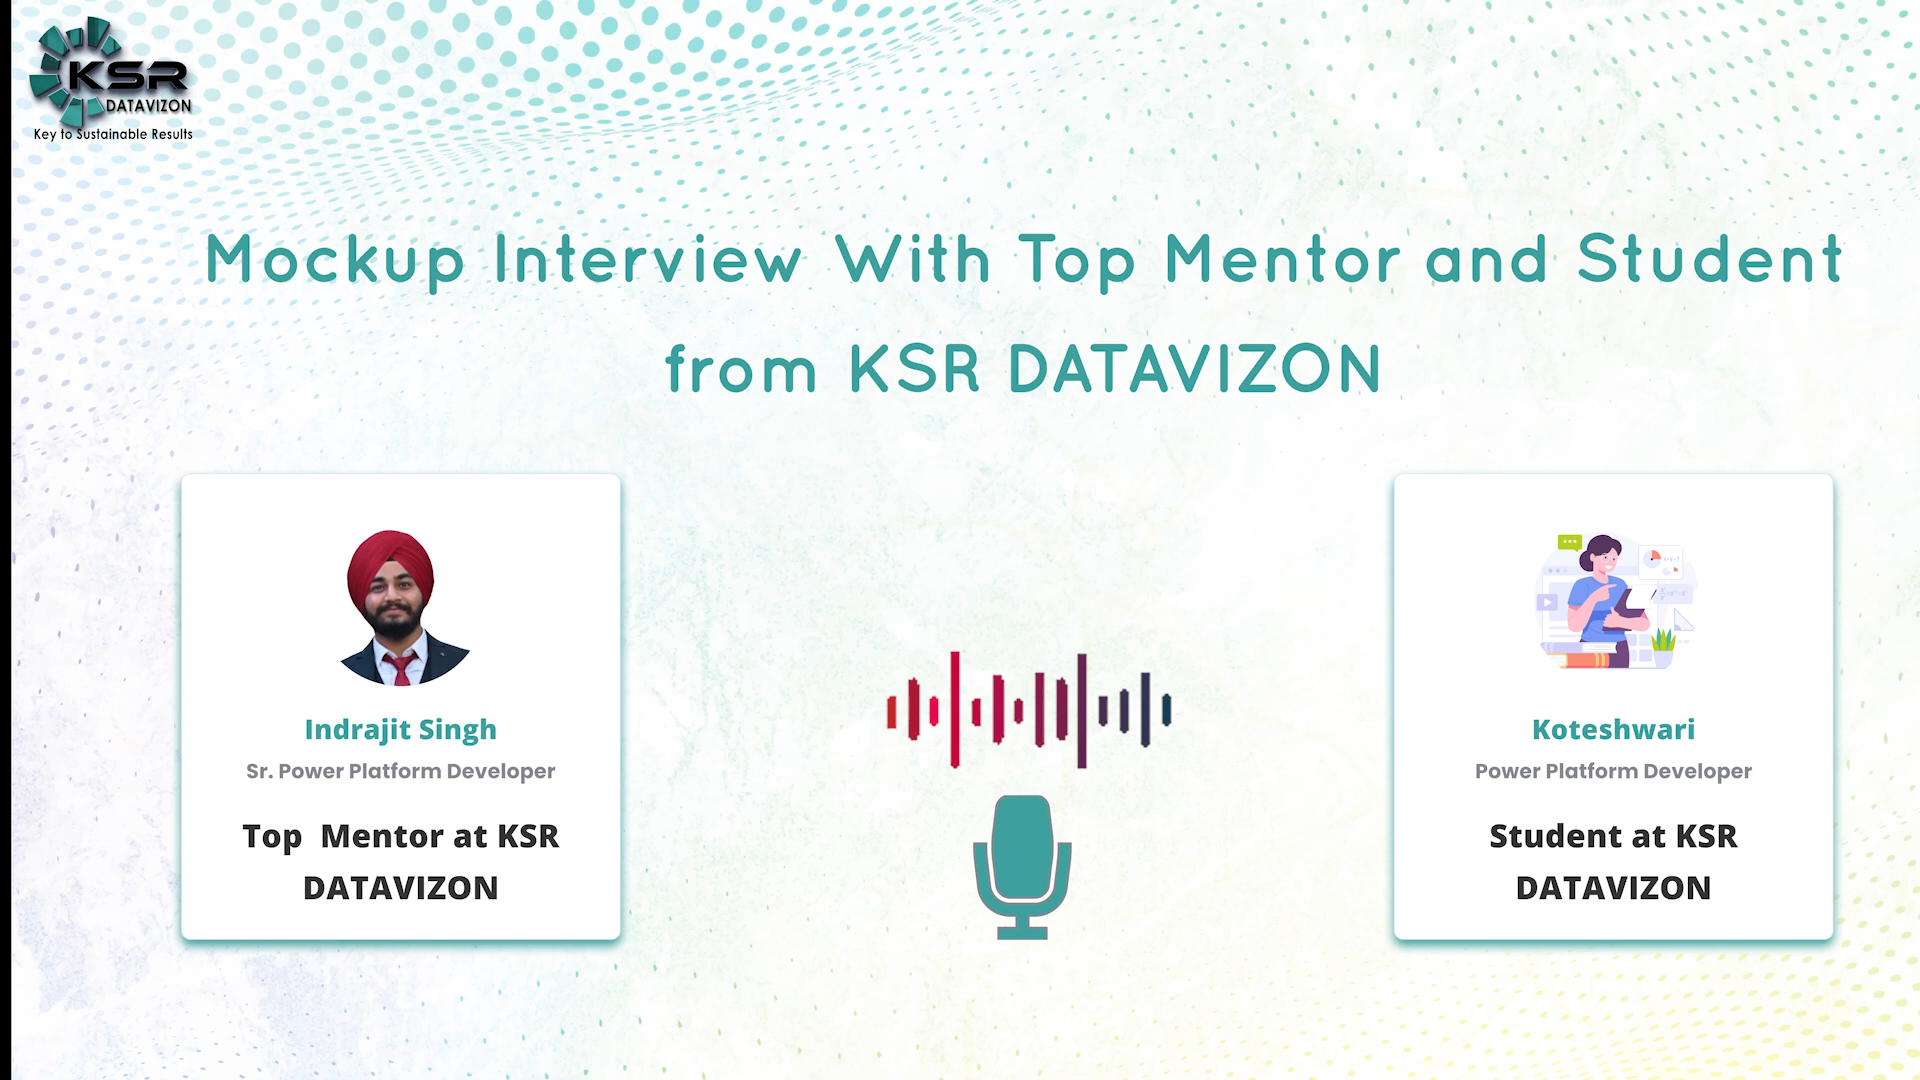 KSR
DATAVIZON
Key to Sustainable Results
Mockup Interview With Top Mentor and Student
from KSR DATAVIZON
Indrajit Singh
Sr. Power Platform Developer
Top Mentor at KSR
DATAVIZON
Koteshwari
Power Platform Developer
Student at KSR
DATAVIZON